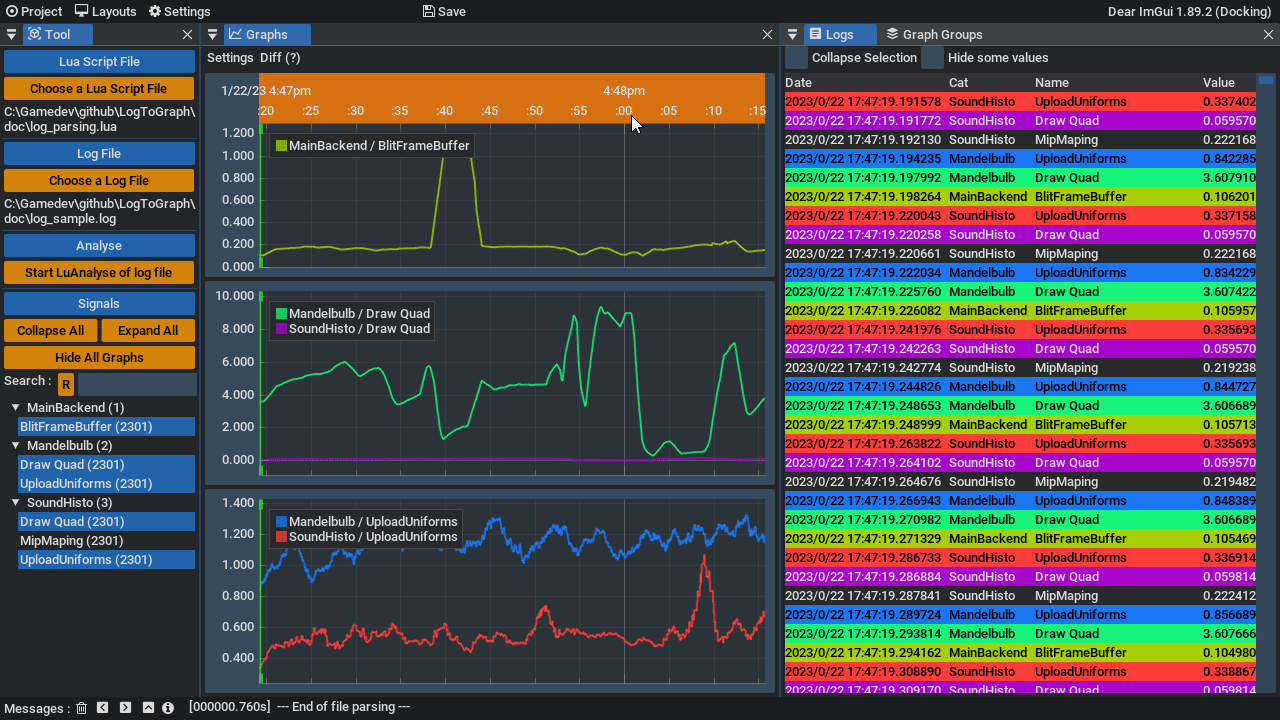 Project Layouts Settings Save Dear ImGui 1.89.2 (Docking)
Tool
Lua Script File
Choose a Lua Script File
C:\Gamedev\github\LogToGraph\
doc\log_parsing.lua
Log File
Choose a Log File
C:\Gamedev\github\LogToGraph\
doc\log_sample.log
Analyse
Start LuAnalyse of log file
Signals
Collapse All Expand All
Hide All Graphs
Search : R
MainBackend (1)
BlitFrameBuffer (2301)
Mandelbulb (2)
Draw Quad (2301)
UploadUniforms (2301)
SoundHisto (3)
Draw Quad (2301)
MipMaping (2301)
UploadUniforms (2301)
Graphs
Settings Diff (?)
1/22/23 4:47pm 4:48pm
:20 :25 :30 :35 :40 :45 :50 :55 :00 :05 :10 :15
1.200
1.000
0.800
0.600
0.400
0.200
0.000
MainBackend / BlitFrameBuffer
10.000
8.000
6.000
4.000
2.000
0.000
Mandelbulb / Draw Quad
SoundHisto / Draw Quad
1.400
1.200
1.000
0.800
0.600
0.400
Mandelbulb / UploadUniforms
SoundHisto / UploadUniforms
Logs Graph Groups
Collapse Selection Hide some values
Date Cat Name Value
2023/0/22 17:47:19.191578 SoundHisto UploadUniforms 0.337402
2023/0/22 17:47:19.191772 SoundHisto Draw Quad 0.059570
2023/0/22 17:47:19.192130 SoundHisto MipMaping 0.222168
2023/0/22 17:47:19.194235 Mandelbulb UploadUniforms 0.842285
2023/0/22 17:47:19.197992 Mandelbulb Draw Quad 3.607910
2023/0/22 17:47:19.198264 MainBackend BlitFrameBuffer 0.106201
2023/0/22 17:47:19.220043 SoundHisto UploadUniforms 0.337158
2023/0/22 17:47:19.220258 SoundHisto Draw Quad 0.059570
2023/0/22 17:47:19.220661 SoundHisto MipMaping 0.222168
2023/0/22 17:47:19.222034 Mandelbulb UploadUniforms 0.834229
2023/0/22 17:47:19.225760 Mandelbulb Draw Quad 3.607422
2023/0/22 17:47:19.226082 MainBackend BlitFrameBuffer 0.105957
2023/0/22 17:47:19.241976 SoundHisto UploadUniforms 0.335693
2023/0/22 17:47:19.242263 SoundHisto Draw Quad 0.059570
2023/0/22 17:47:19.242774 SoundHisto MipMaping 0.219238
2023/0/22 17:47:19.244826 Mandelbulb UploadUniforms 0.844727
2023/0/22 17:47:19.248653 Mandelbulb Draw Quad 3.606689
2023/0/22 17:47:19.248999 MainBackend BlitFrameBuffer 0.105713
2023/0/22 17:47:19.263822 SoundHisto UploadUniforms 0.335693
2023/0/22 17:47:19.264102 SoundHisto Draw Quad 0.059570
2023/0/22 17:47:19.264676 SoundHisto MipMaping 0.219482
2023/0/22 17:47:19.266943 Mandelbulb UploadUniforms 0.848389
2023/0/22 17:47:19.270982 Mandelbulb Draw Quad 3.606689
2023/0/22 17:47:19.271329 MainBackend BlitFrameBuffer 0.105469
2023/0/22 17:47:19.286733 SoundHisto UploadUniforms 0.336914
2023/0/22 17:47:19.286884 SoundHisto Draw Quad 0.059814
2023/0/22 17:47:19.287841 SoundHisto MipMaping 0.222412
2023/0/22 17:47:19.289724 Mandelbulb UploadUniforms 0.856689
2023/0/22 17:47:19.293814 Mandelbulb Draw Quad 3.607666
2023/0/22 17:47:19.294162 MainBackend BlitFrameBuffer 0.104980
2023/0/22 17:47:19.308890 SoundHisto UploadUniforms 0.338867
2023/0/22 17:47:19.309170 SoundHisto Draw Quad 0.059814
Messages : [000000.760s] --- End of file parsing ---